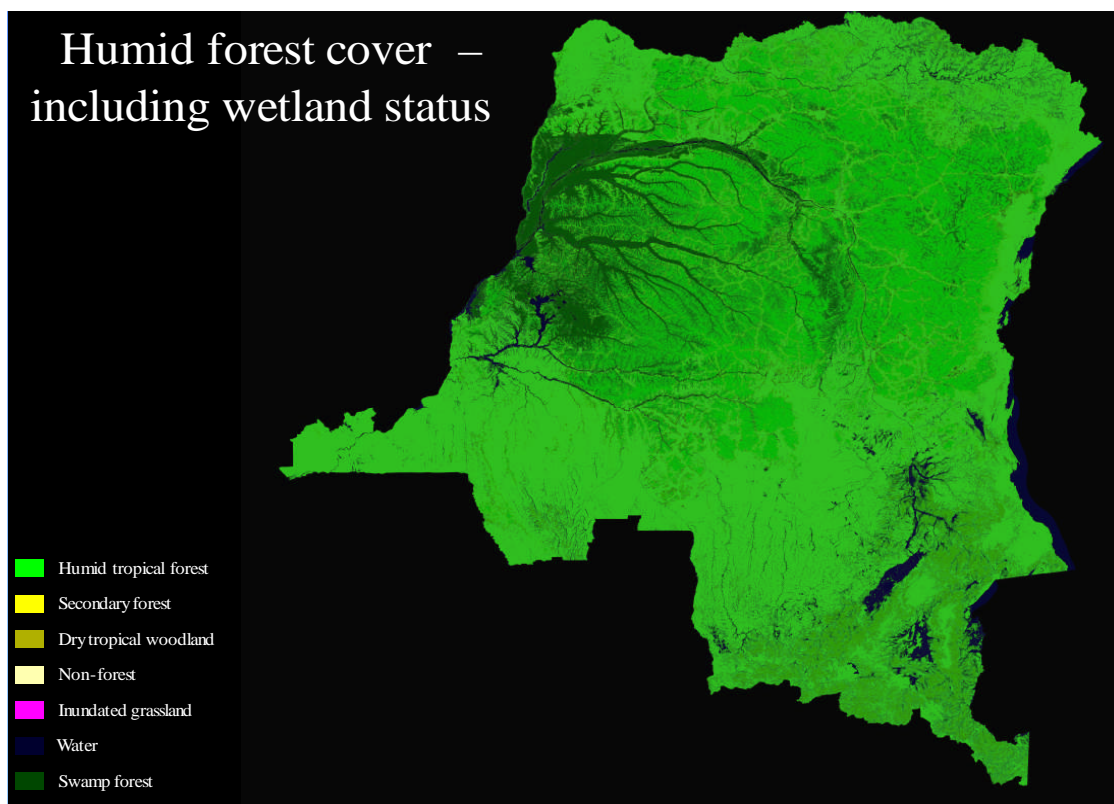 Humid forest cover –
including wetland status
Humid tropical forest
Secondary forest
Dry tropical woodland
Non-forest
Inundated grassland
Water
Swamp forest